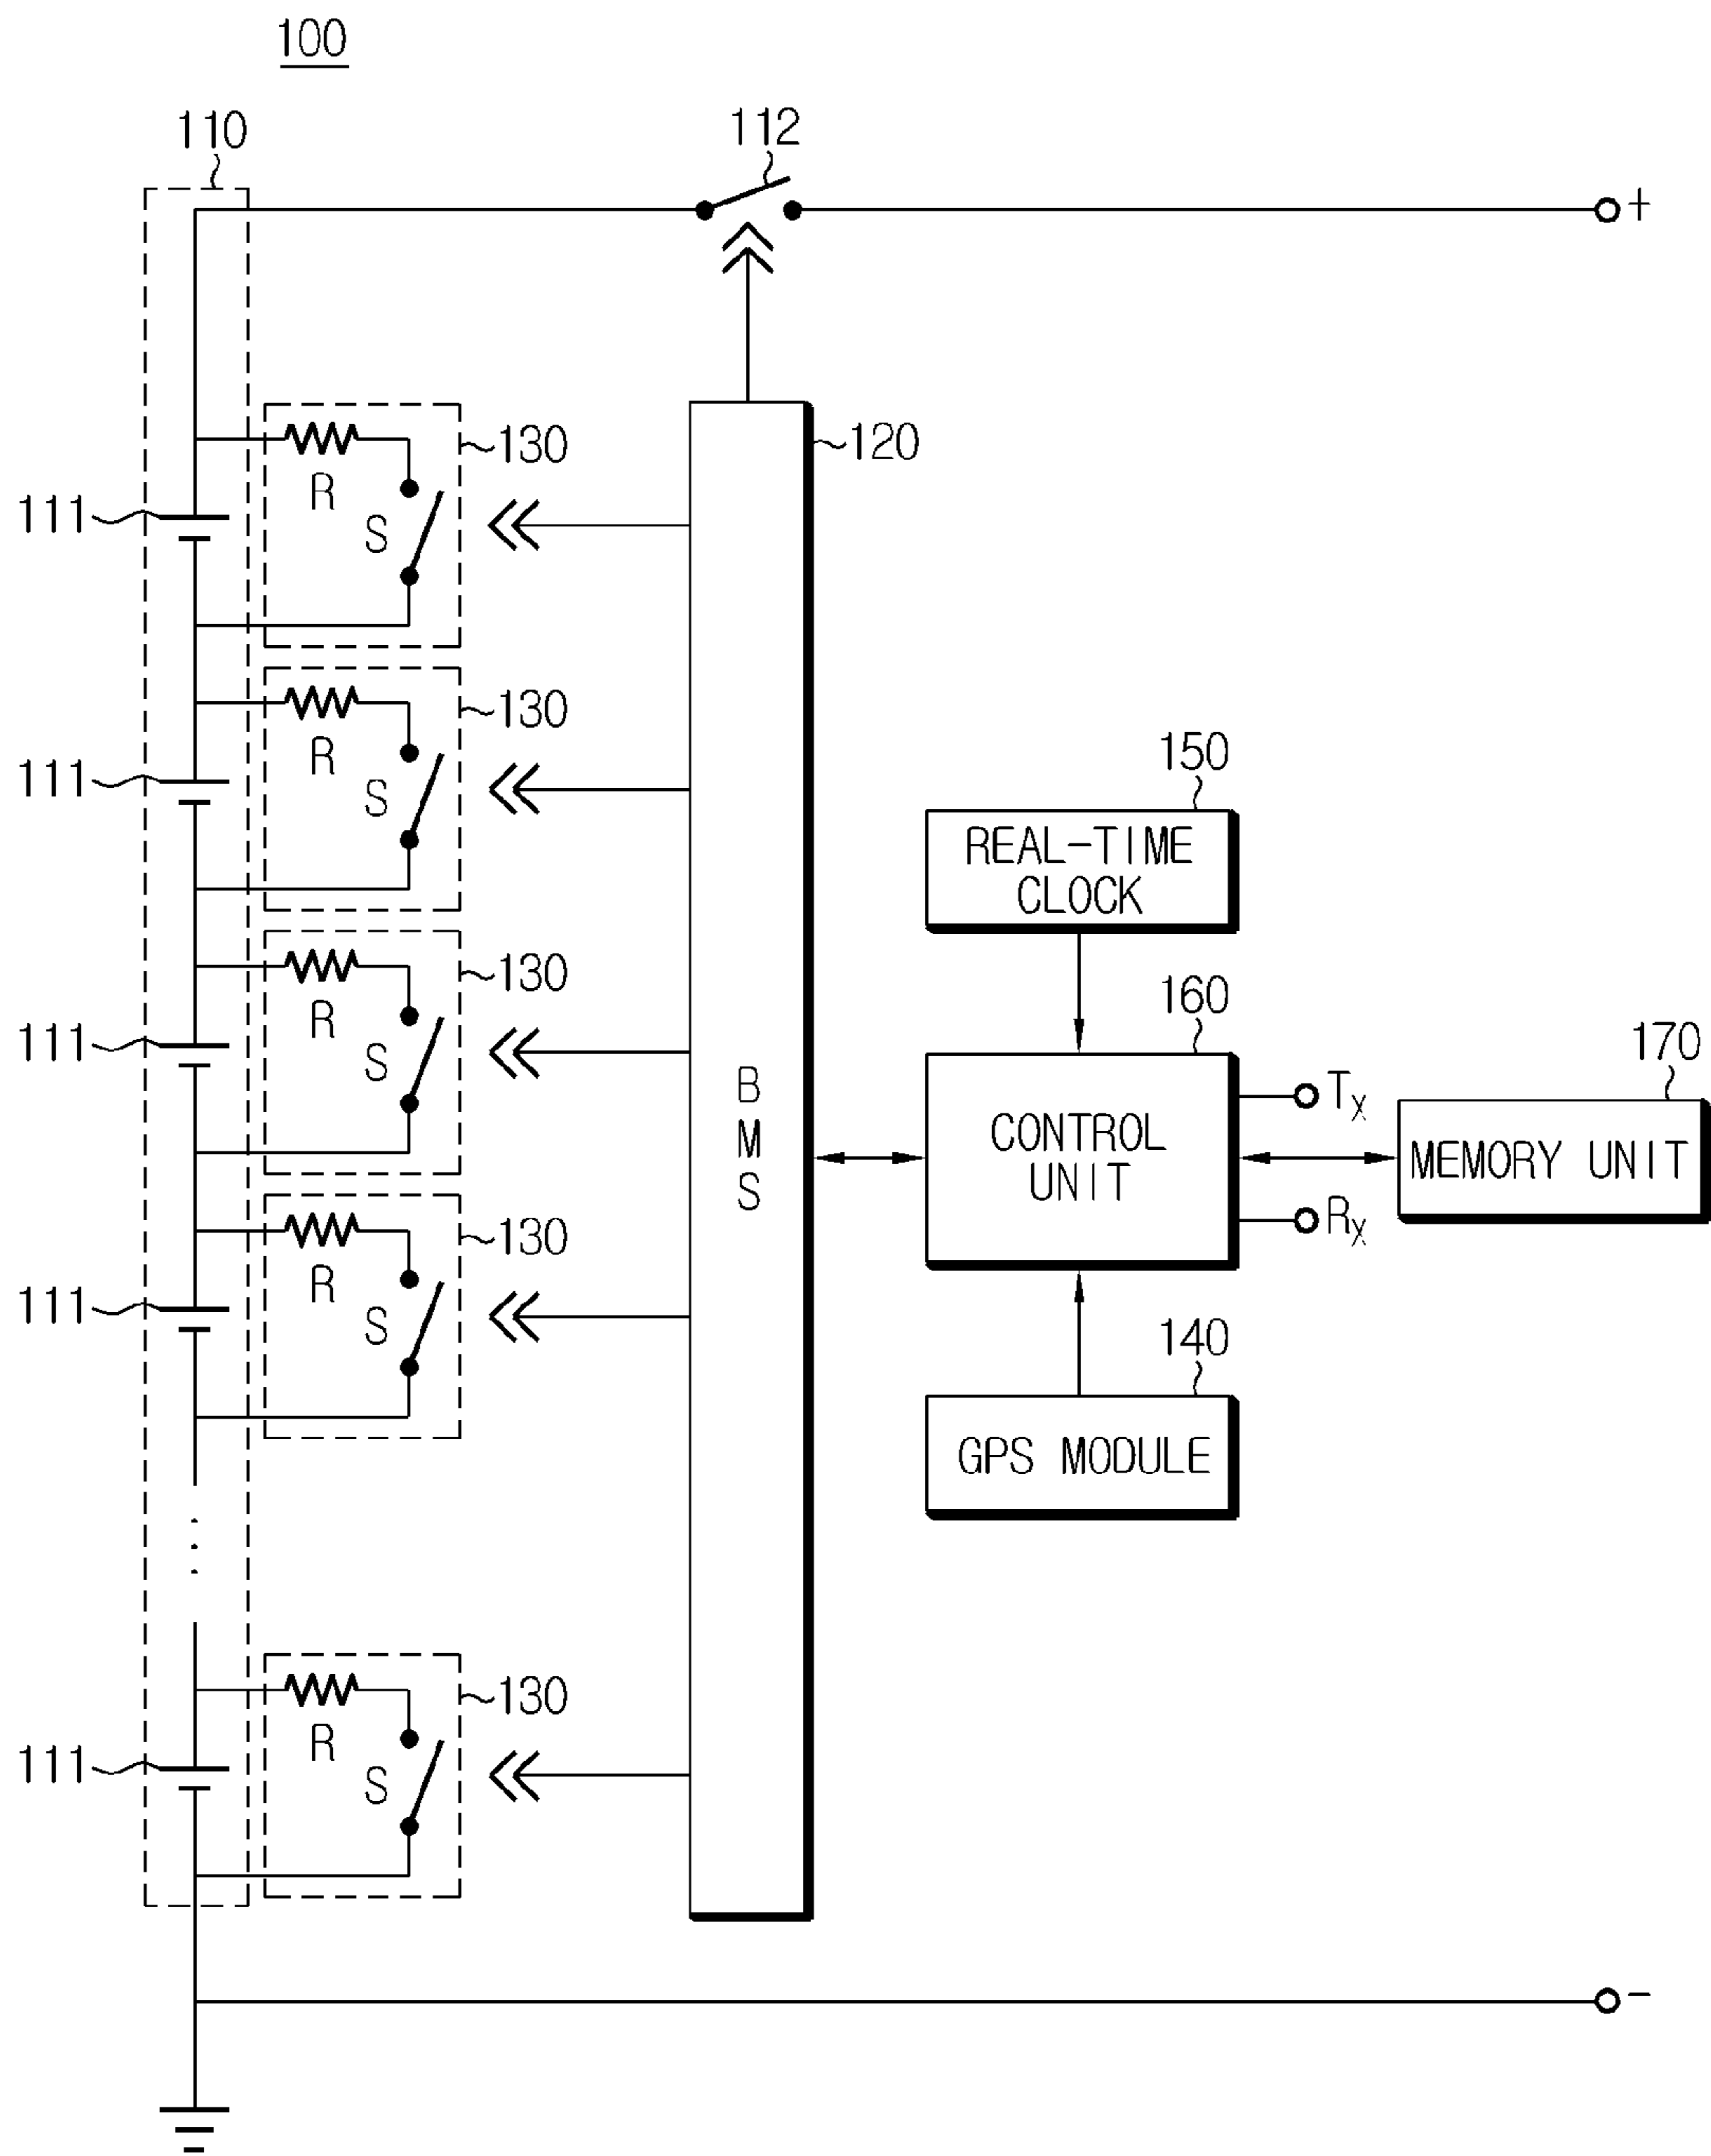 100
110
112
+
130
120
R
111
S
130
R
111
S
150
REAL-TIME
CLOCK
130
R
111
S
160
170
BMS
TX
CONTROL
UNIT
MEMORY UNIT
RX
130
R
111
S
140
GPS MODULE
130
R
111
S
-